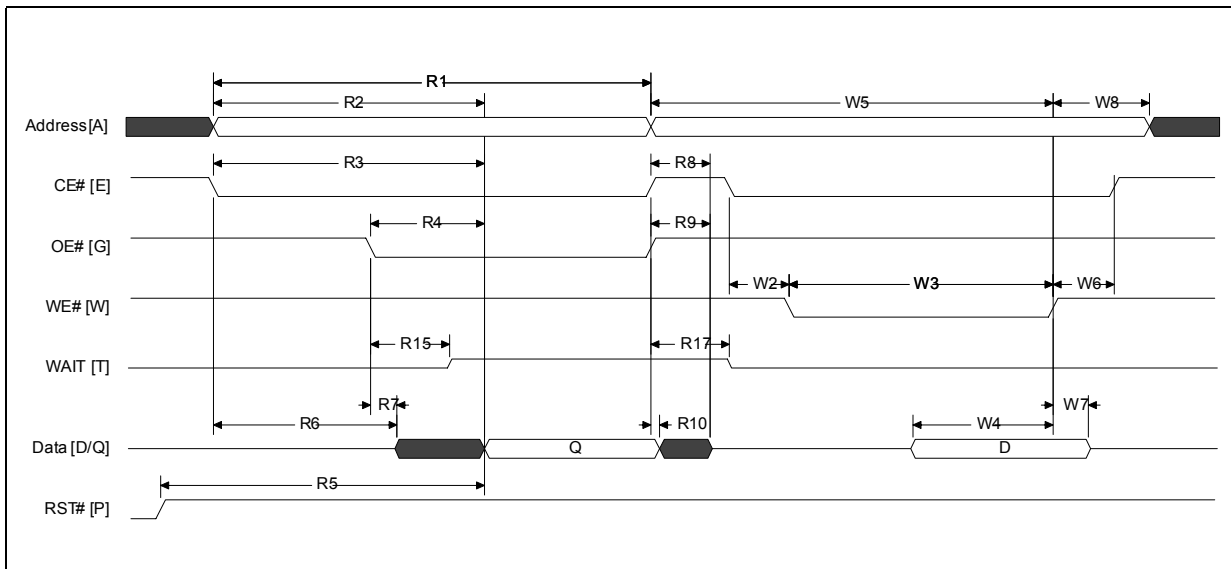 R1
R2
W5
W8
Address[A]
R3
R8
CE# [E]
R4
R9
OE# [G]
W2
W3
W6
WE# [W]
R15
R17
WAIT [T]
R7
W7
R6
R10
W4
Data [D/Q]
Q
D
R5
RST# [P]